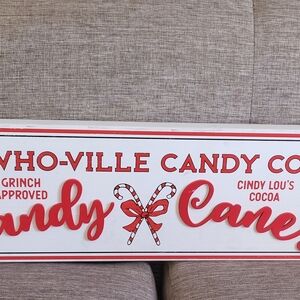 WHO-VILLE CANDY CO
GRINCH
APPROVED
CINDY LOU'S
COCOA
andy Cane